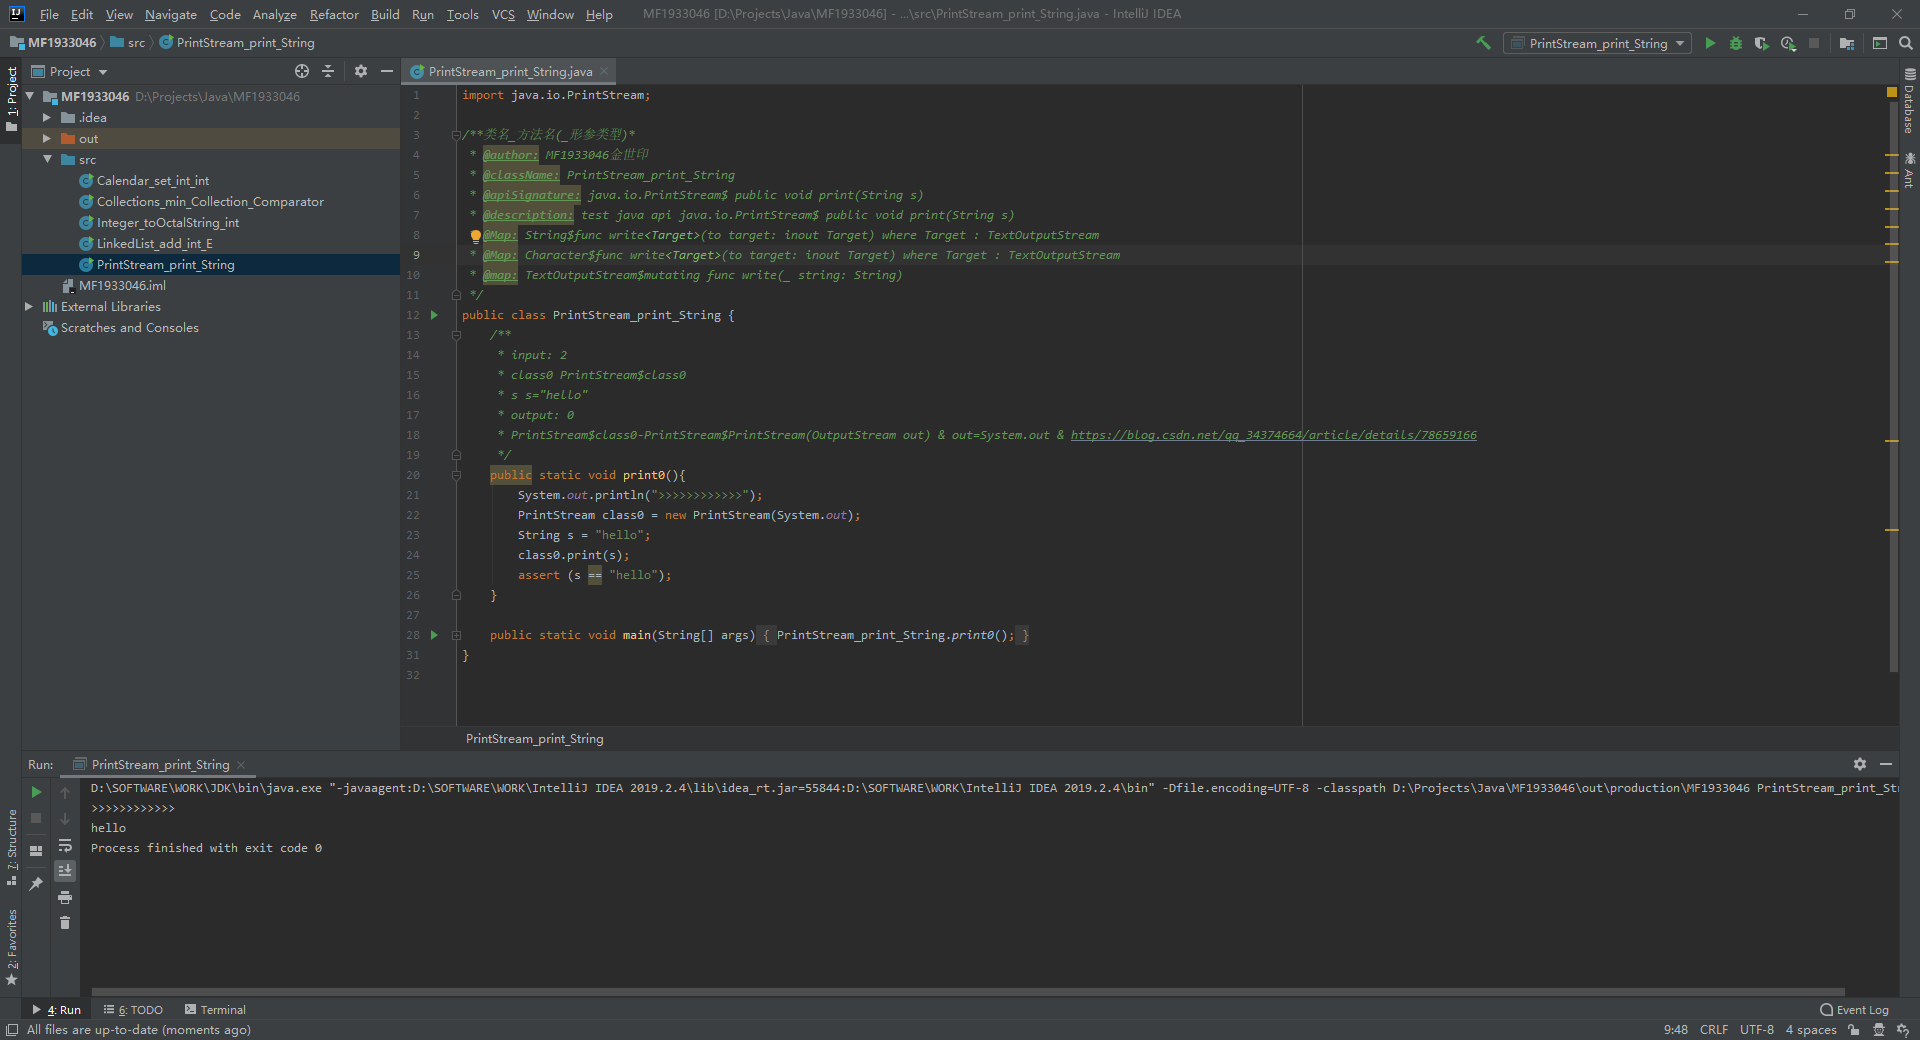 File Edit View Navigate Code Analyze Refactor Build Run Tools VCS Window Help MF1933046 [D:\Projects\Java\MF1933046] - ...\src\PrintStream_print_String.java - IntelliJ IDEA
MF1933046 src PrintStream_print_String PrintStream_print_String
1: Project
Project
MF1933046 D:\Projects\Java\MF1933046
.idea
out
src
Calendar_set_int_int
Collections_min_Collection_Comparator
Integer_toOctalString_int
LinkedList_add_int_E
PrintStream_print_String
MF1933046.iml
External Libraries
Scratches and Consoles
PrintStream_print_String.java
1 import java.io.PrintStream;
2
3 /**类名_方法名(_形参类型)*
4 * @author: MF1933046金世印
5 * @className: PrintStream_print_String
6 * @apiSignature: java.io.PrintStream$ public void print(String s)
7 * @description: test java api java.io.PrintStream$ public void print(String s)
8 * @Map: String$func write<Target>(to target: inout Target) where Target : TextOutputStream
9 * @Map: Character$func write<Target>(to target: inout Target) where Target : TextOutputStream
10 * @map: TextOutputStream$mutating func write(_ string: String)
11 */
12 public class PrintStream_print_String {
13 /**
14 * input: 2
15 * class0 PrintStream$class0
16 * s s="hello"
17 * output: 0
18 * PrintStream$class0-PrintStream$PrintStream(OutputStream out) & out=System.out & https://blog.csdn.net/qq_34374664/article/details/78659166
19 */
20 public static void print0(){
21 System.out.println(">>>>>>>>>>>>");
22 PrintStream class0 = new PrintStream(System.out);
23 String s = "hello";
24 class0.print(s);
25 assert (s == "hello");
26 }
27
28 public static void main(String[] args) { PrintStream_print_String.print0(); }
31 }
32
PrintStream_print_String
Database
Ant
Run: PrintStream_print_String
D:\SOFTWARE\WORK\JDK\bin\java.exe "-javaagent:D:\SOFTWARE\WORK\IntelliJ IDEA 2019.2.4\lib\idea_rt.jar=55844:D:\SOFTWARE\WORK\IntelliJ IDEA 2019.2.4\bin" -Dfile.encoding=UTF-8 -classpath D:\Projects\Java\MF1933046\out\production\MF1933046 PrintStream_print_Str
>>>>>>>>>>>>
hello
Process finished with exit code 0
7: Structure
2: Favorites
4: Run 6: TODO Terminal Event Log
All files are up-to-date (moments ago) 9:48 CRLF UTF-8 4 spaces